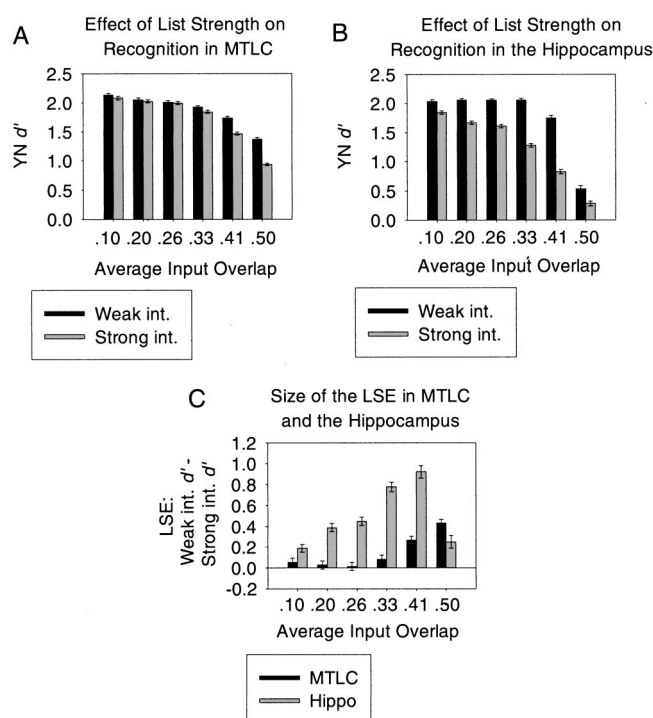 A
Effect of List Strength on
Recognition in MTLC
YN d'
2.5
2.0
1.5
1.0
0.5
0.0
.10 .20 .26 .33 .41 .50
Average Input Overlap
Weak int.
Strong int.
B
Effect of List Strength on
Recognition in the Hippocampus
YN d'
2.5
2.0
1.5
1.0
0.5
0.0
.10 .20 .26 .33 .41 .50
Average Input Overlap
Weak int.
Strong int.
C
Size of the LSE in MTLC
and the Hippocampus
LSE:
Weak int. d' -
Strong int. d'
1.2
1.0
0.8
0.6
0.4
0.2
0.0
-0.2
.10 .20 .26 .33 .41 .50
Average Input Overlap
MTLC
Hippo